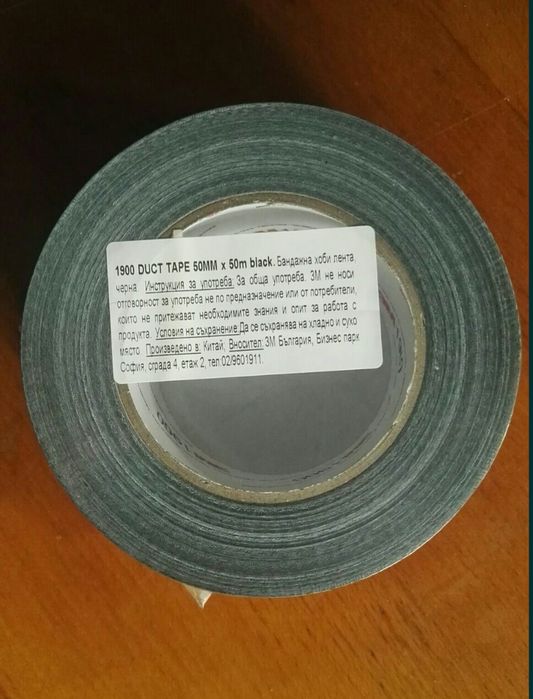 1900 DUCT TAPE 50MM x 50m black. Бандажна хоби лента,
черна Инструкция за употреба: За обща употреба. 3М не носи
отговорност за употреба не по предназначение или от потребители,
които не притежават необходимите знания и опит за работа с
продукта. Условия на съхранение:Да се съхранява на хладно и сухо
място. Произведено в: Китай; Вносител: 3М България, Бизнес парк
София, сграда 4, етаж 2, тел:02/9601911.